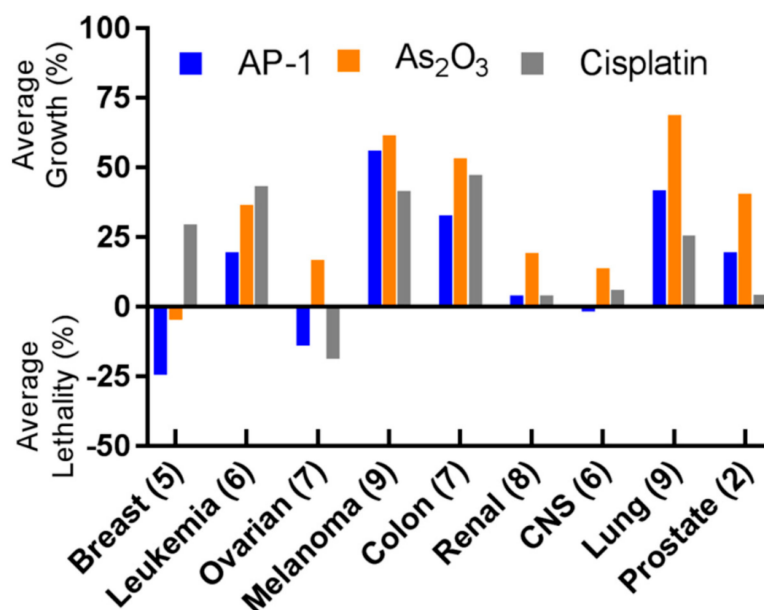 100
75
50
25
0
-25
-50
Average
Growth (%)
Average
Lethality (%)
AP-1
As₂O₃
Cisplatin
Breast (5)
Leukemia (6)
Ovarian (7)
Melanoma (9)
Colon (7)
Renal (8)
CNS (6)
Lung (9)
Prostate (2)